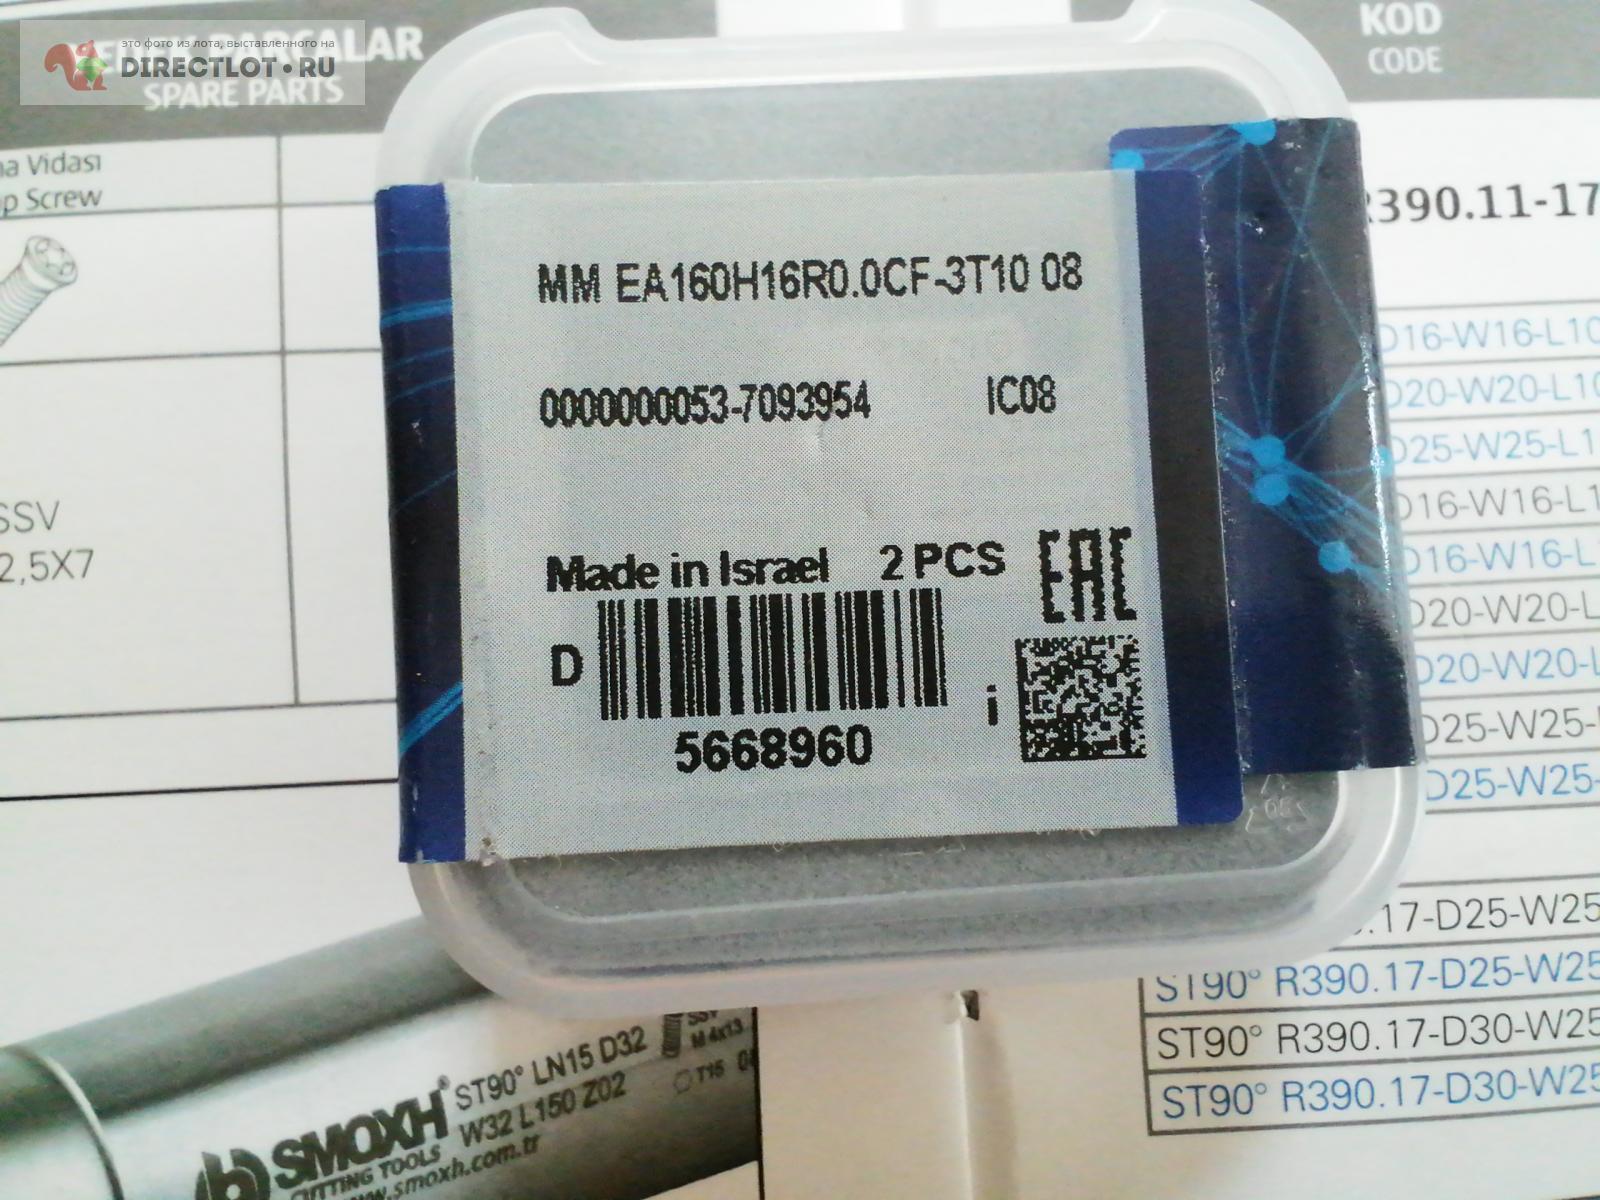 это фото из лота, выставленного на
DIRECTLOT.RU
PARÇALAR
SPARE PARTS
KOD
CODE
Vidası
Screw
SSV
2,5X7
R390.11-17
MM EA160H16R0.0CF-3T10 08
0000000053-7093954 IC08
Made in Israel 2 PCS EAC
D
i
5668960
D16-W16-L10
D20-W20-L10
D25-W25-L1
D16-W16-L1
D16-W16-L
D20-W20-L
D20-W20-L
D25-W25-
D25-W25-
.17-D25-W25
ST90° R390.17-D25-W25
ST90° R390.17-D30-W25
ST90° R390.17-D30-W25
SMOXH®
CUTTING TOOLS
www.smoxh.com.tr
ST90° LN15 D32
W32 L150 Z02
SSV
M 4x13
T15